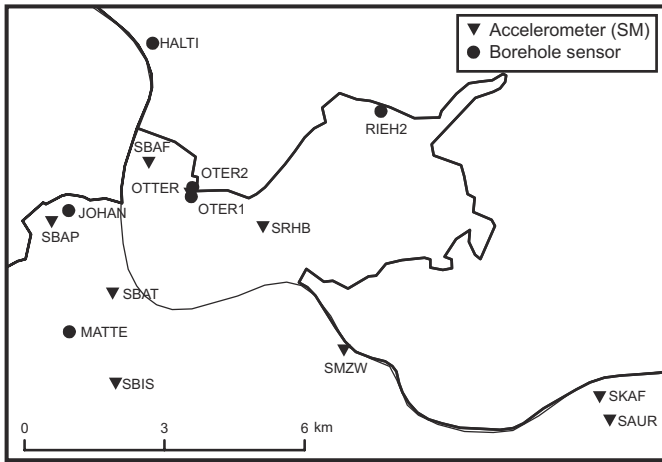 Accelerometer (SM)
Borehole sensor
HALTI
RIEH2
SBAF
OTER2
OTTER
OTER1
JOHAN
SBAP
SRHB
SBAT
MATTE
SMZW
SBIS
SKAF
SAUR
0 3 6 km